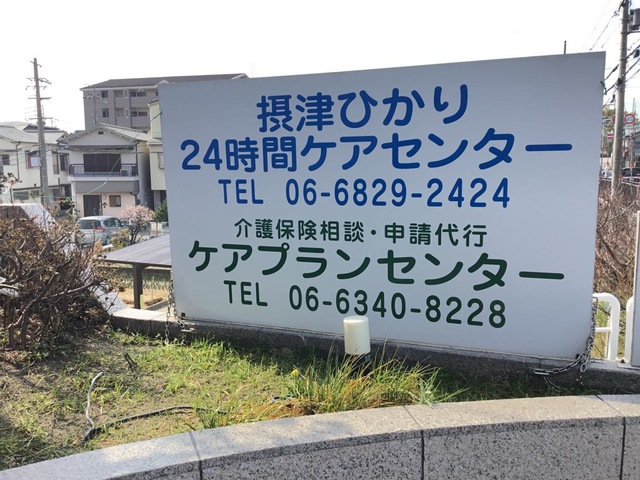 摂津ひかり
24時間ケアセンター
TEL 06-6829-2424
介護保険相談・申請代行
ケアプランセンター
TEL 06-6340-8228